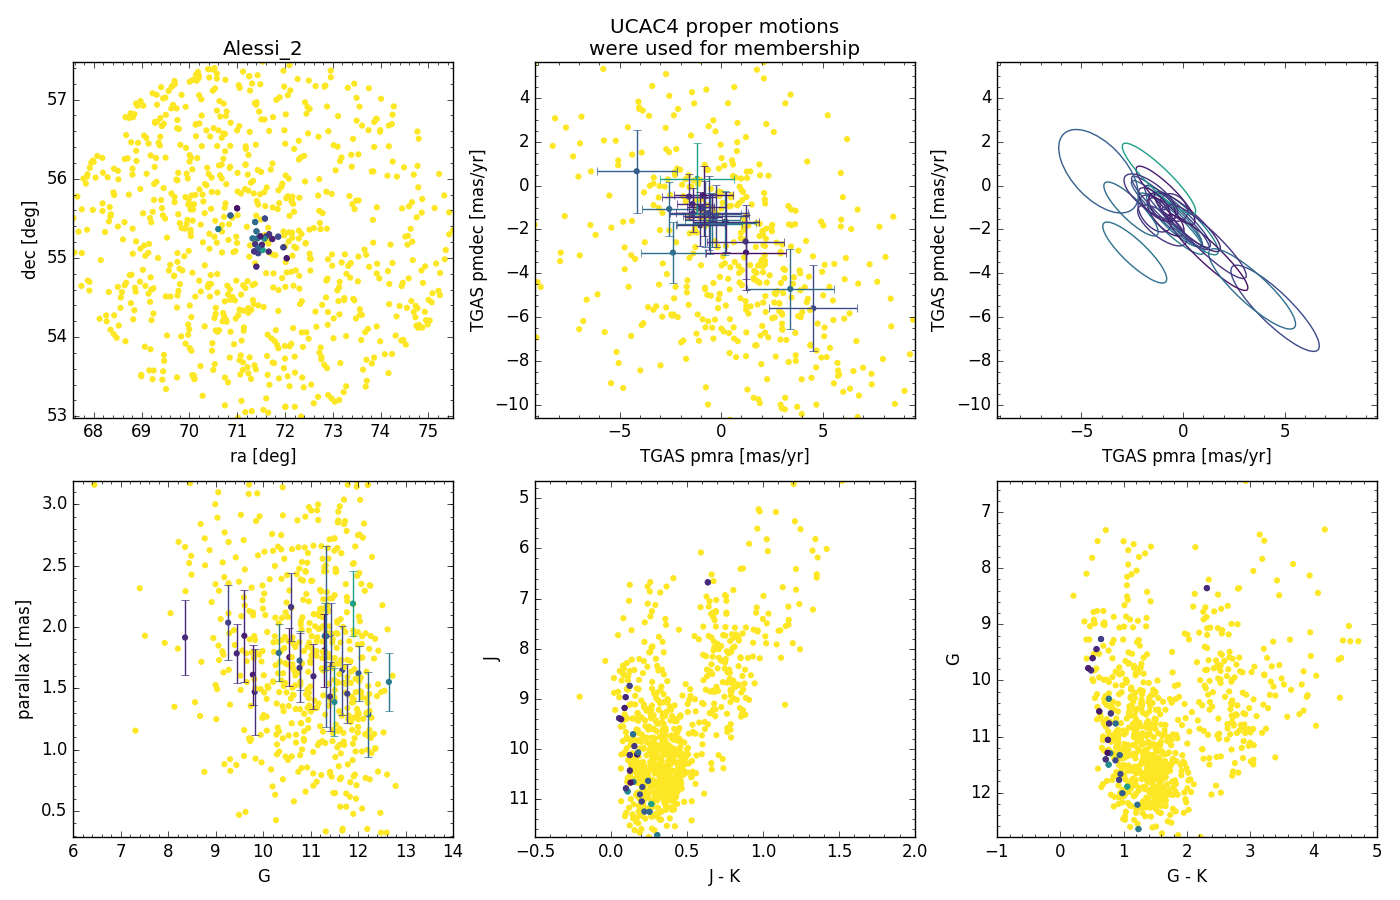 Alessi_2
57
56
55
54
53
68 69 70 71 72 73 74 75
dec [deg]
ra [deg]
UCAC4 proper motions
were used for membership
4
2
0
−2
−4
−6
−8
−10
−5 0 5
TGAS pmdec [mas/yr]
TGAS pmra [mas/yr]
4
2
0
−2
−4
−6
−8
−10
−5 0 5
TGAS pmdec [mas/yr]
TGAS pmra [mas/yr]
3.0
2.5
2.0
1.5
1.0
0.5
6 7 8 9 10 11 12 13 14
parallax [mas]
G
5
6
7
8
9
10
11
−0.5 0.0 0.5 1.0 1.5 2.0
J
J - K
7
8
9
10
11
12
−1 0 1 2 3 4 5
G
G - K